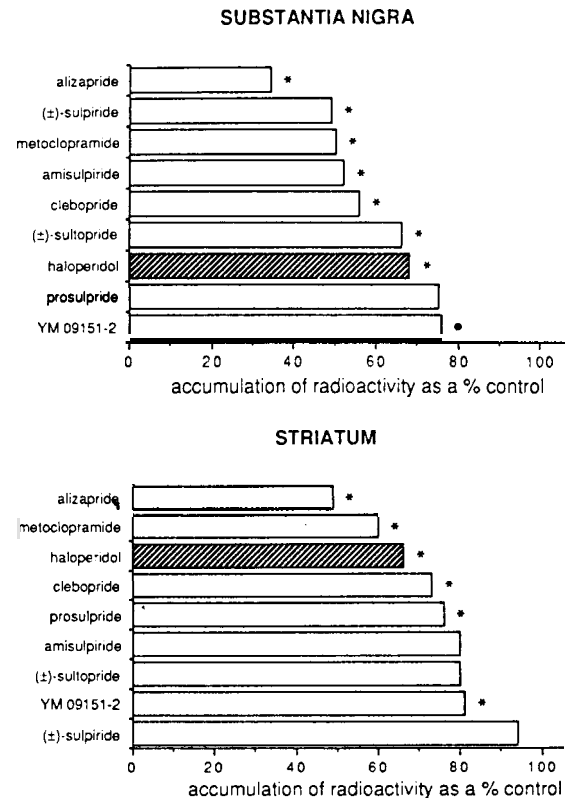 SUBSTANTIA NIGRA
alizapride *
(±)-sulpiride *
metoclopramide *
amisulpiride *
clebopride *
(±)-sultopride *
haloperidol *
prosulpride
YM 09151-2 •
0 20 40 60 80 100
accumulation of radioactivity as a % control
STRIATUM
alizapride *
metoclopramide *
haloperidol *
clebopride *
prosulpride *
amisulpiride
(±)-sultopride
YM 09151-2 *
(±)-sulpiride
0 20 40 60 80 100
accumulation of radioactivity as a % control